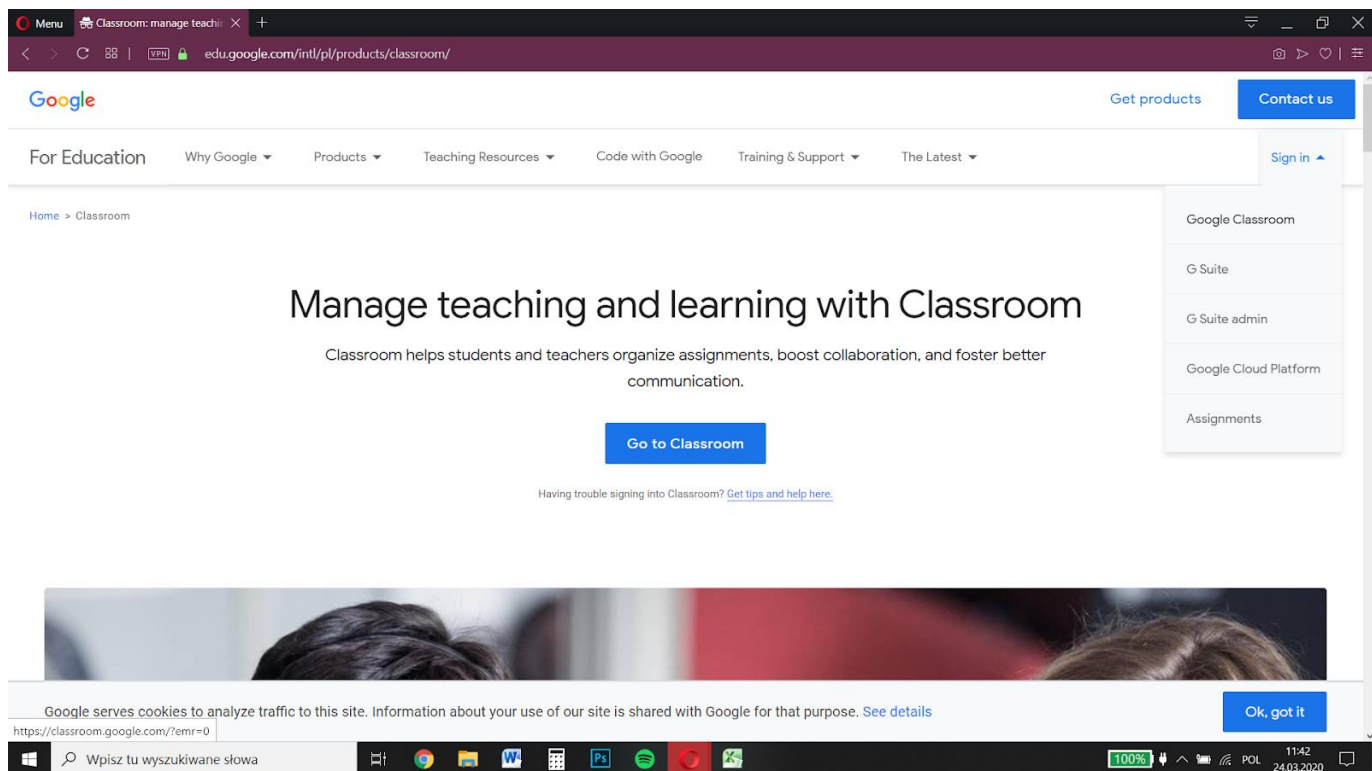 Menu
Classroom: manage teachin
VPN
edu.google.com/intl/pl/products/classroom/
Google
Get products
Contact us
For Education
Why Google
Products
Teaching Resources
Code with Google
Training & Support
The Latest
Sign in
Home > Classroom
Google Classroom
G Suite
G Suite admin
Google Cloud Platform
Assignments
Manage teaching and learning with Classroom
Classroom helps students and teachers organize assignments, boost collaboration, and foster better
communication.
Go to Classroom
Having trouble signing into Classroom? Get tips and help here.
Google serves cookies to analyze traffic to this site. Information about your use of our site is shared with Google for that purpose. See details
Ok, got it
https://classroom.google.com/?emr=0
Wpisz tu wyszukiwane słowa
W
Ps
100%
POL
11:42
24.03.2020